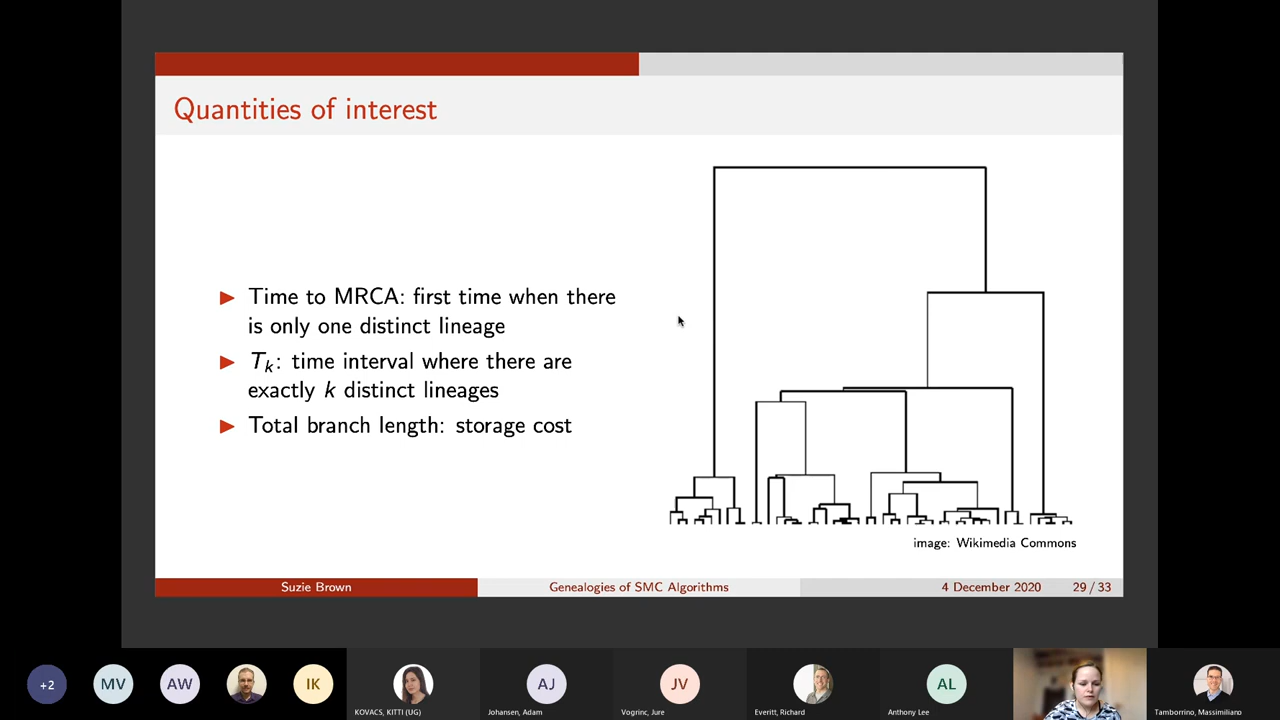 Quantities of interest
▶ Time to MRCA: first time when there
is only one distinct lineage
▶ Tk: time interval where there are
exactly k distinct lineages
▶ Total branch length: storage cost
image: Wikimedia Commons
Suzie Brown
Genealogies of SMC Algorithms
4 December 2020
29 / 33
+2
MV
AW
IK
KOVACS, KITTI (UG)
AJ
Johansen, Adam
JV
Vogrinc, Jure
Everitt, Richard
AL
Anthony Lee
Tamborrino, Massimiliano